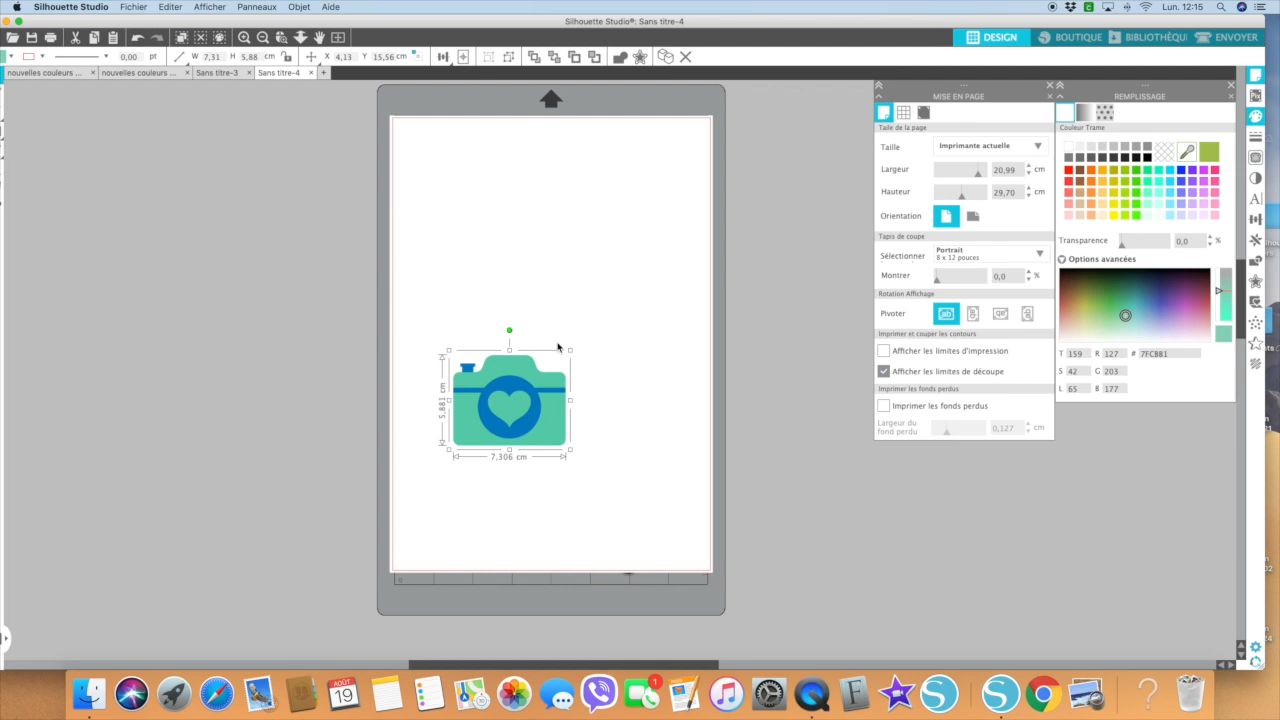 Silhouette Studio Fichier Editer Afficher Panneaux Objet Aide Lun. 12:15
Silhouette Studio®: Sans titre-4
DESIGN BOUTIQUE BIBLIOTHÈQU ENVOYER
0,00 pt W 7,31 H 5,88 cm X 4,13 Y 15,56 cm
nouvelles couleurs ... × nouvelles couleurs ... × Sans titre-3 × Sans titre-4 × +
MISE EN PAGE
Taille de la page
Taille Imprimante actuelle
Largeur 20,99 cm
Hauteur 29,70 cm
Orientation
Tapis de coupe
Sélectionner Portrait
8 x 12 pouces
Montrer 0,0 %
Rotation Affichage
Pivoter
Imprimer et couper les contours
Afficher les limites d'impression
Afficher les limites de découpe
Imprimer les fonds perdus
Imprimer les fonds perdus
Largeur du
fond perdu 0,127 cm
REMPLISSAGE
Couleur Trame
Transparence 0,0 %
Options avancées
T 159 R 127 # 7FCBB1
S 42 G 203
L 65 B 177
5,881 cm
7,306 cm
AOÛT
19
1